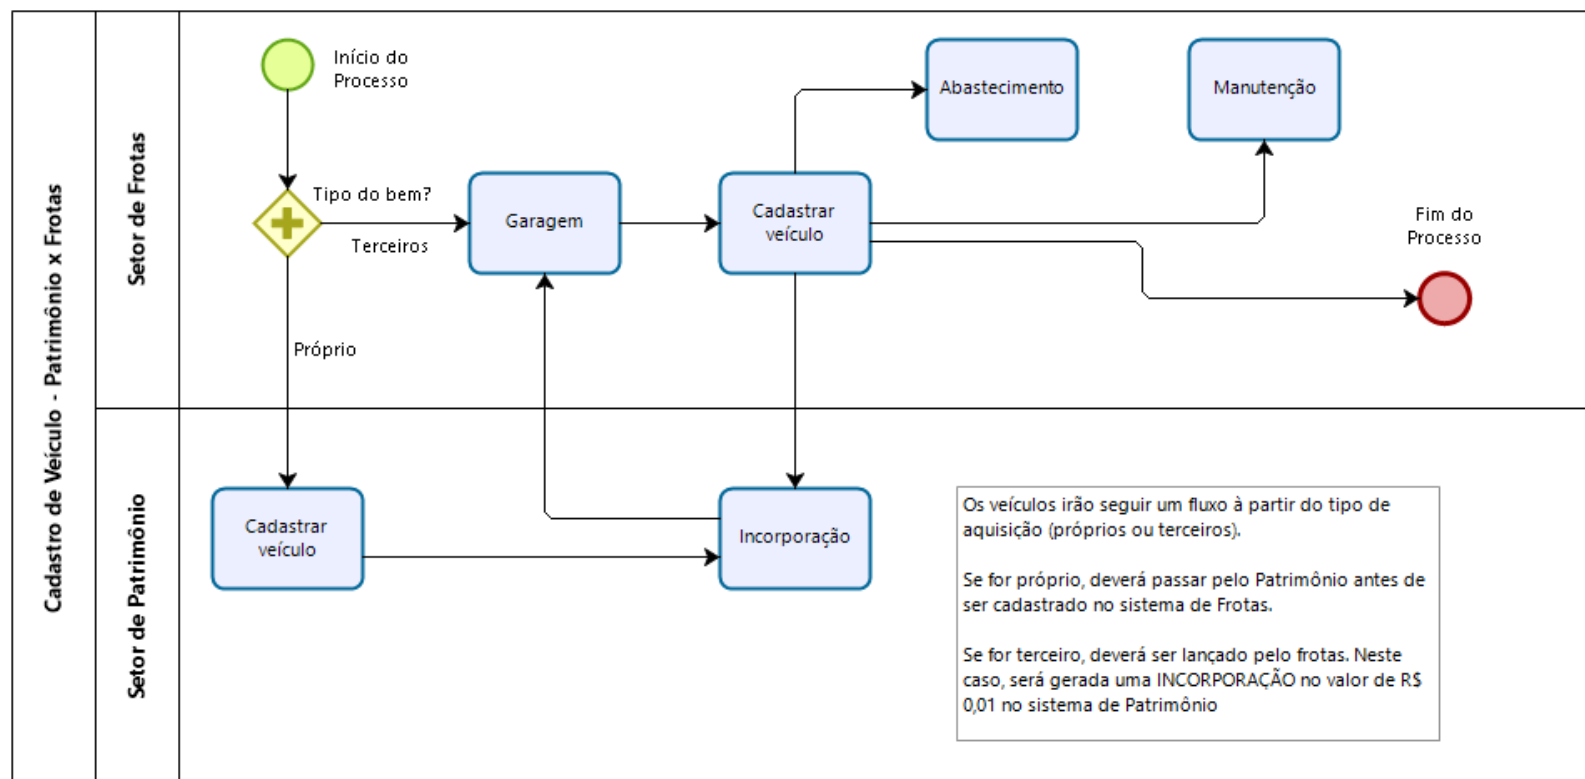 Cadastro de Veículo - Patrimônio x Frotas
Setor de Frotas
Início do
Processo
Tipo do bem?
Terceiros
Próprio
Garagem
Cadastrar
veículo
Abastecimento
Manutenção
Fim do
Processo
Setor de Patrimônio
Cadastrar
veículo
Incorporação
Os veículos irão seguir um fluxo à partir do tipo de
aquisição (próprios ou terceiros).
Se for próprio, deverá passar pelo Patrimônio antes de
ser cadastrado no sistema de Frotas.
Se for terceiro, deverá ser lançado pelo frotas. Neste
caso, será gerada uma INCORPORAÇÃO no valor de R$
0,01 no sistema de Patrimônio